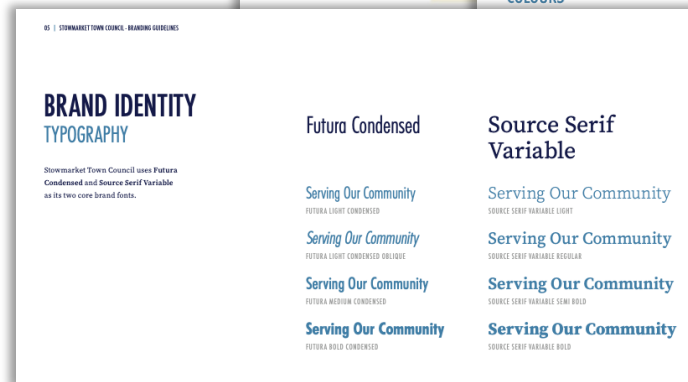 COLOURS
05 | STOWMARKET TOWN COUNCIL - BRANDING GUIDELINES
BRAND IDENTITY
TYPOGRAPHY
Stowmarket Town Council uses Futura
Condensed and Source Serif Variable
as its two core brand fonts.
Futura Condensed
Serving Our Community
FUTURA LIGHT CONDENSED
Serving Our Community
FUTURA LIGHT CONDENSED OBLIQUE
Serving Our Community
FUTURA MEDIUM CONDENSED
Serving Our Community
FUTURA BOLD CONDENSED
Source Serif
Variable
Serving Our Community
SOURCE SERIF VARIABLE LIGHT
Serving Our Community
SOURCE SERIF VARIABLE REGULAR
Serving Our Community
SOURCE SERIF VARIABLE SEMI BOLD
Serving Our Community
SOURCE SERIF VARIABLE BOLD